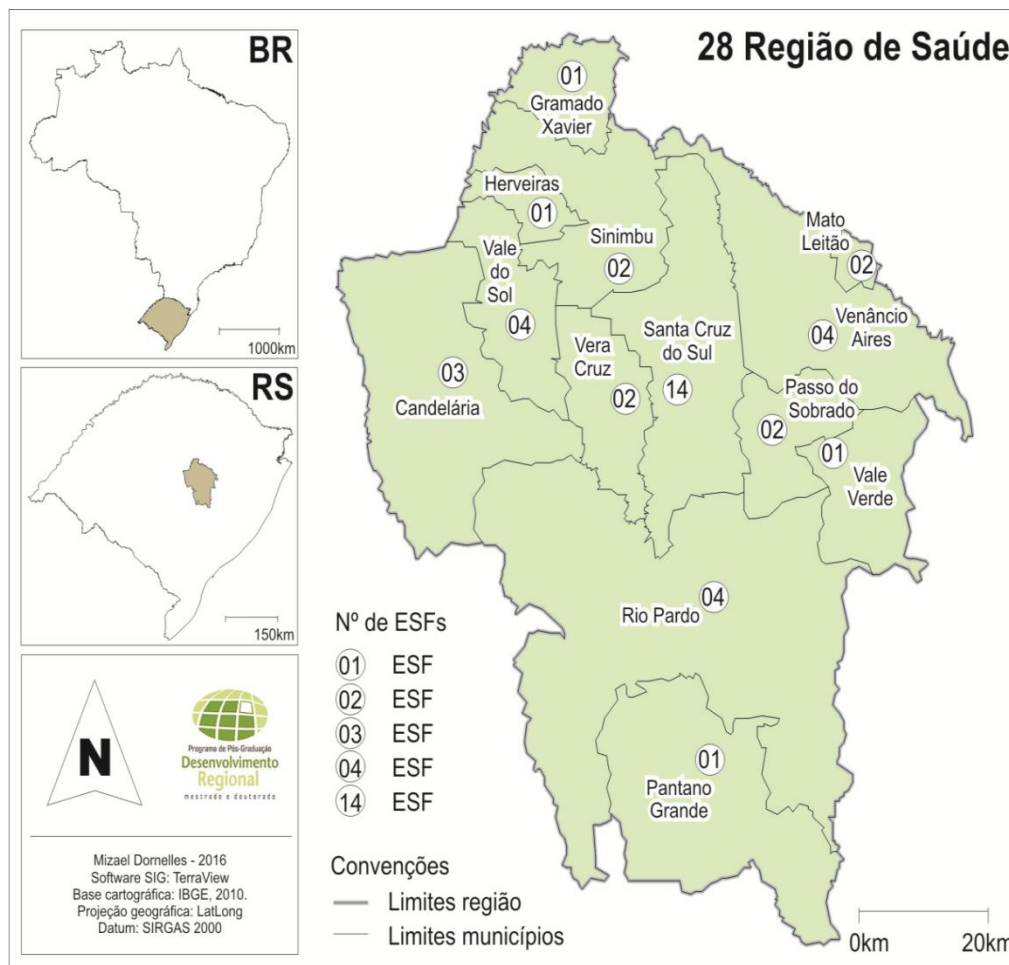 BR
1000km
RS
150km
N
Programa de Pós-Graduação
Desenvolvimento
Regional
mestrado e doutorado
Mizael Dornelles - 2016
Software SIG: TerraView
Base cartográfica: IBGE, 2010.
Projeção geográfica: LatLong
Datum: SIRGAS 2000
28 Região de Saúde
01
Gramado
Xavier
Herveiras
01
Sinimbu
02
Mato
Leitão
02
Vale
do
Sol
04
Venâncio
Aires
04
Santa Cruz
do Sul
14
Vera
Cruz
02
03
Candelária
Passo do
Sobrado
02
01
Vale
Verde
04
Rio Pardo
01
Pantano
Grande
Nº de ESFs
01 ESF
02 ESF
03 ESF
04 ESF
14 ESF
Convenções
Limites região
Limites municípios
0km 20km